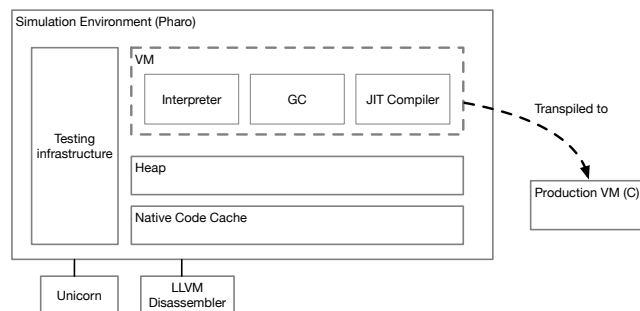 Simulation Environment (Pharo)
VM
Interpreter
GC
JIT Compiler
Transpiled to
Testing
infrastructure
Heap
Production VM (C)
Native Code Cache
Unicorn
LLVM
Disassembler